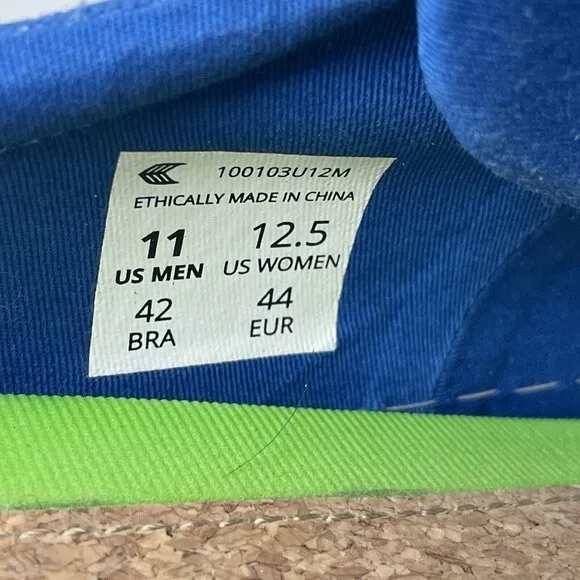 100103U12M
ETHICALLY MADE IN CHINA
11 12.5
US MEN US WOMEN
42 44
BRA EUR